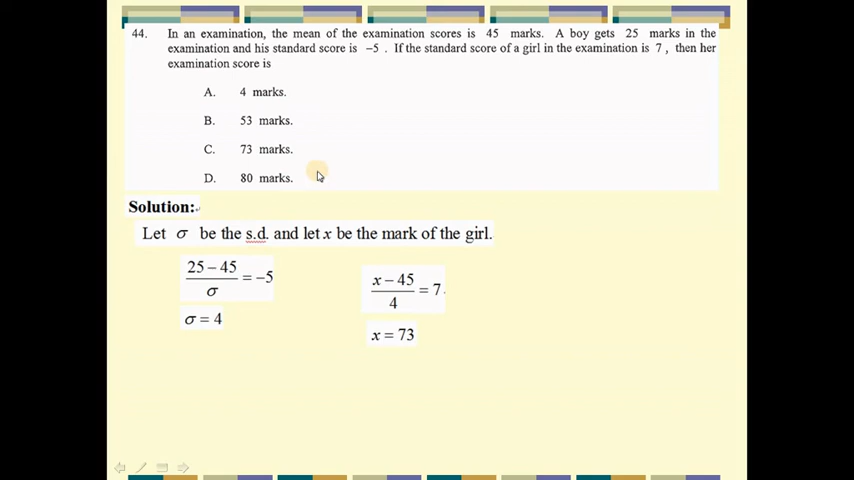 44. In an examination, the mean of the examination scores is 45 marks. A boy gets 25 marks in the
examination and his standard score is −5 . If the standard score of a girl in the examination is 7 , then her
examination score is
A. 4 marks.
B. 53 marks.
C. 73 marks.
D. 80 marks.
Solution:
Let σ be the s.d. and let x be the mark of the girl.
(25 − 45)/σ = −5
σ = 4
(x − 45)/4 = 7
x = 73